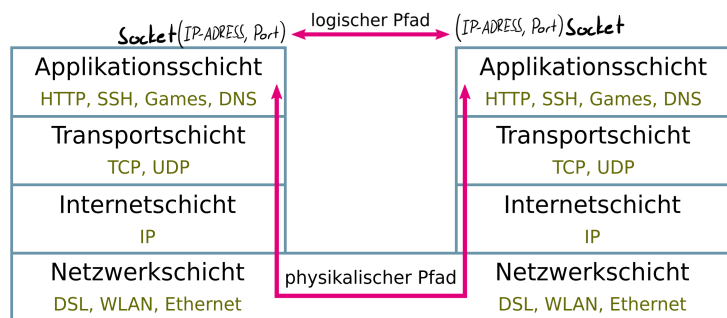 Socket(IP-ADRESS, Port)
logischer Pfad
(IP-ADRESS, Port)Socket
Applikationsschicht
HTTP, SSH, Games, DNS
Transportschicht
TCP, UDP
Internetschicht
IP
Netzwerkschicht
DSL, WLAN, Ethernet
physikalischer Pfad
Applikationsschicht
HTTP, SSH, Games, DNS
Transportschicht
TCP, UDP
Internetschicht
IP
Netzwerkschicht
DSL, WLAN, Ethernet